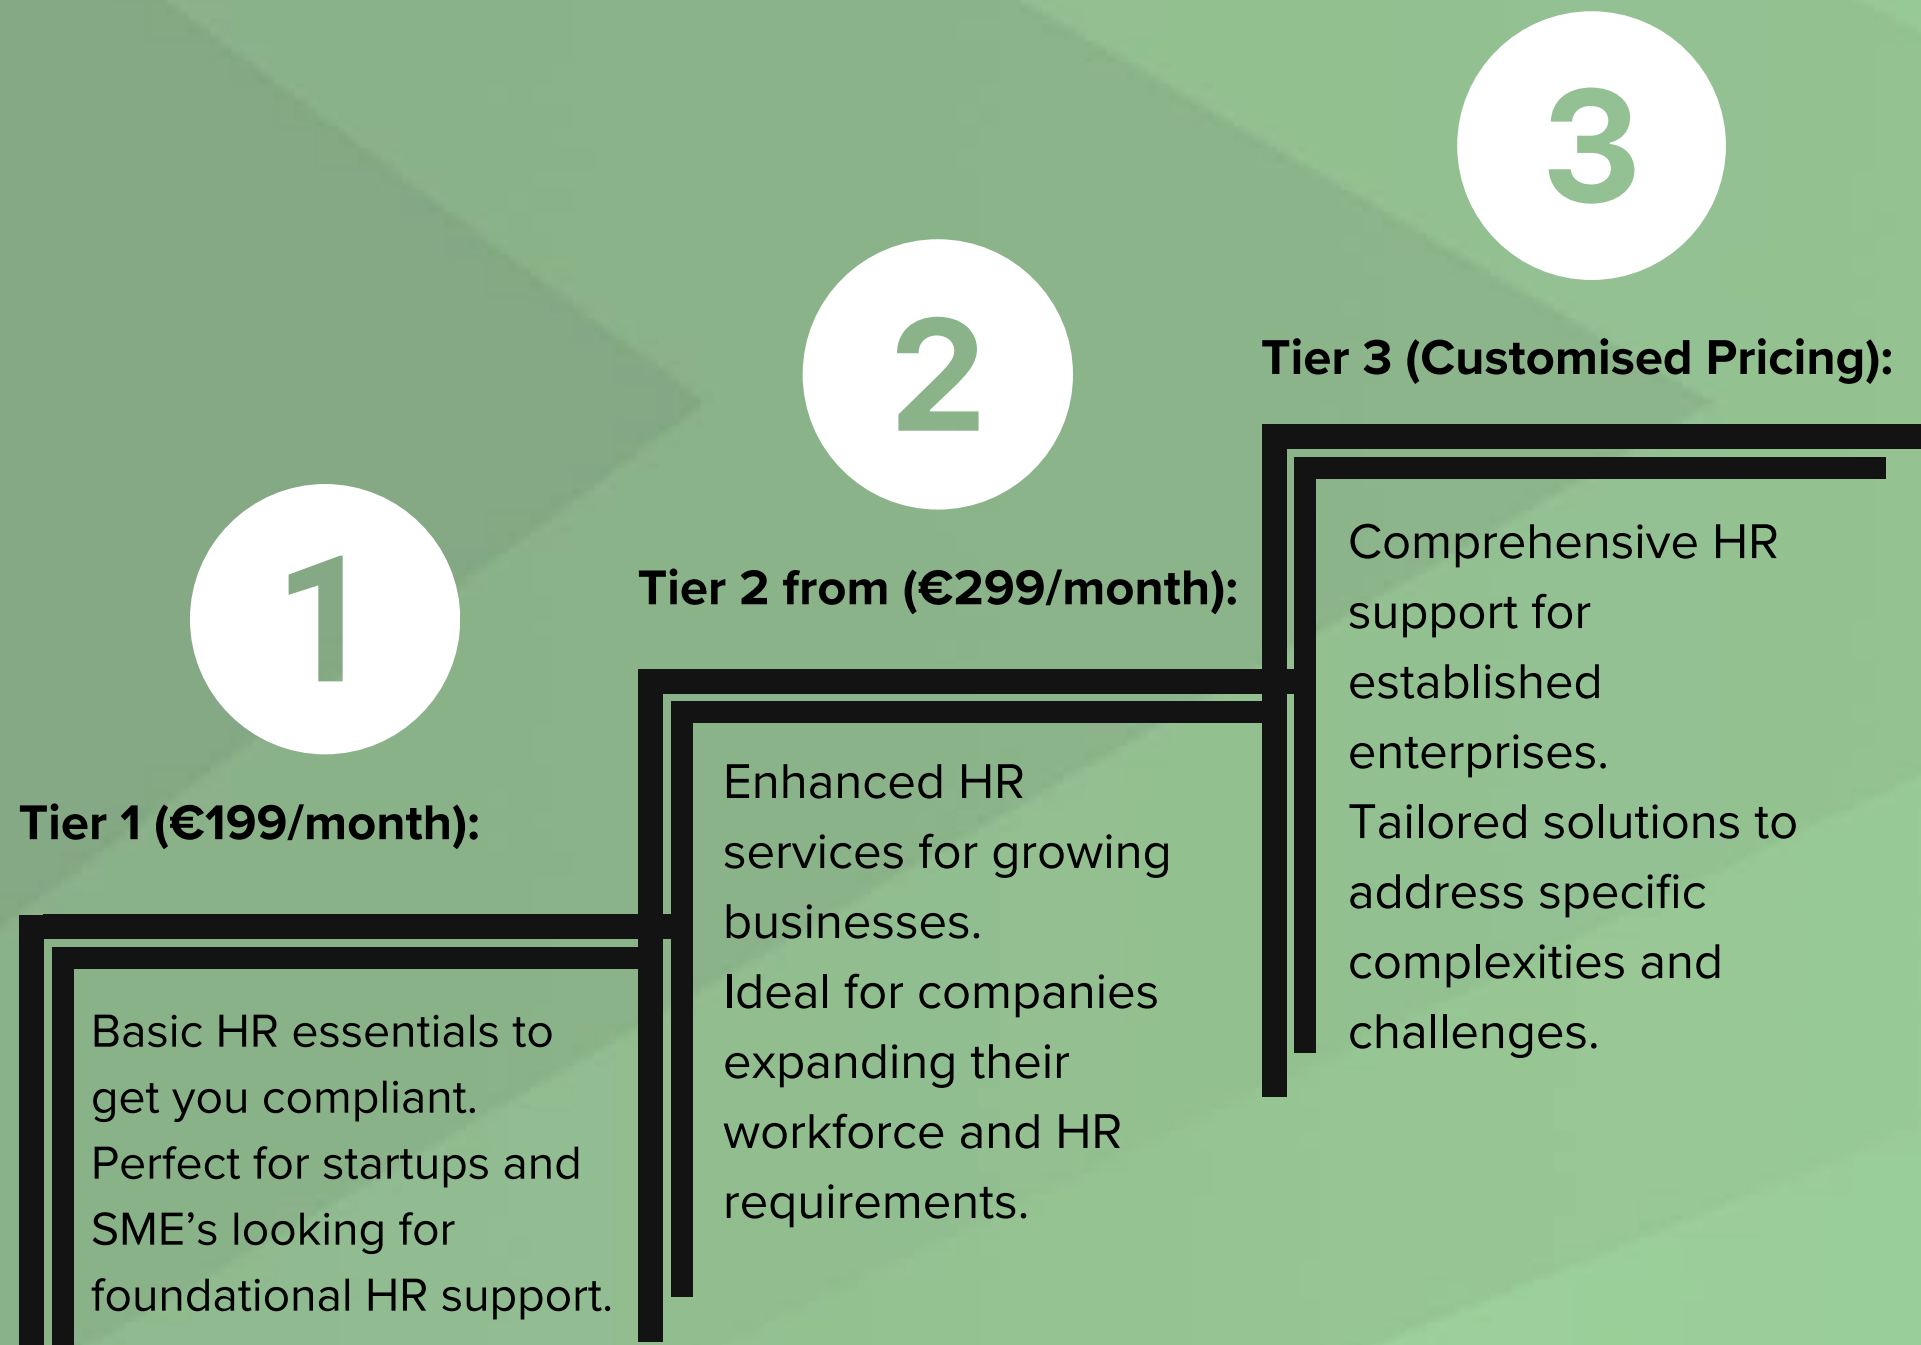 1
Tier 1 (€199/month):
Basic HR essentials to
get you compliant.
Perfect for startups and
SME’s looking for
foundational HR support.
2
Tier 2 from (€299/month):
Enhanced HR
services for growing
businesses.
Ideal for companies
expanding their
workforce and HR
requirements.
3
Tier 3 (Customised Pricing):
Comprehensive HR
support for
established
enterprises.
Tailored solutions to
address specific
complexities and
challenges.